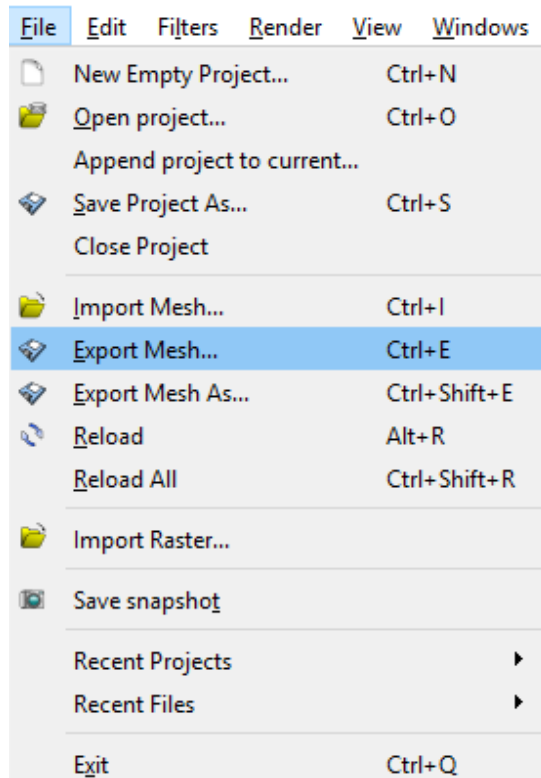 File Edit Filters Render View Windows
New Empty Project... Ctrl+N
Open project... Ctrl+O
Append project to current...
Save Project As... Ctrl+S
Close Project
Import Mesh... Ctrl+I
Export Mesh... Ctrl+E
Export Mesh As... Ctrl+Shift+E
Reload Alt+R
Reload All Ctrl+Shift+R
Import Raster...
Save snapshot
Recent Projects
Recent Files
Exit Ctrl+Q